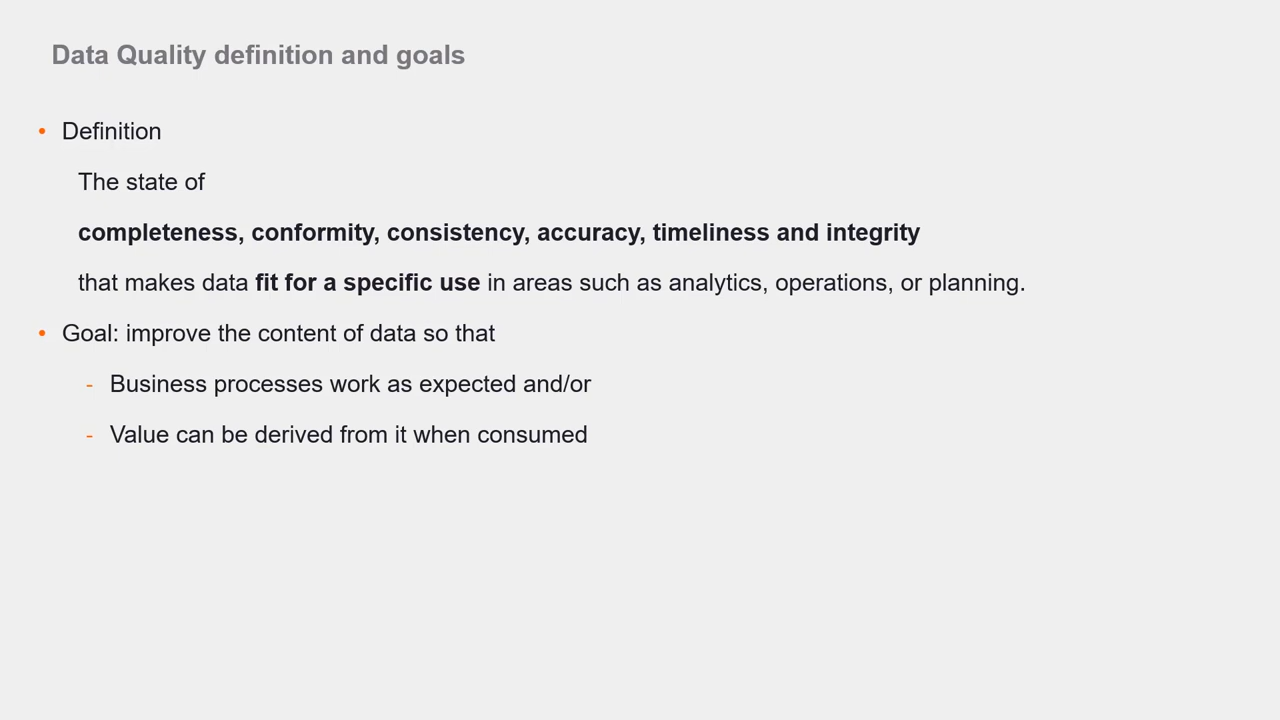 Data Quality definition and goals
• Definition
The state of
completeness, conformity, consistency, accuracy, timeliness and integrity
that makes data fit for a specific use in areas such as analytics, operations, or planning.
• Goal: improve the content of data so that
- Business processes work as expected and/or
- Value can be derived from it when consumed